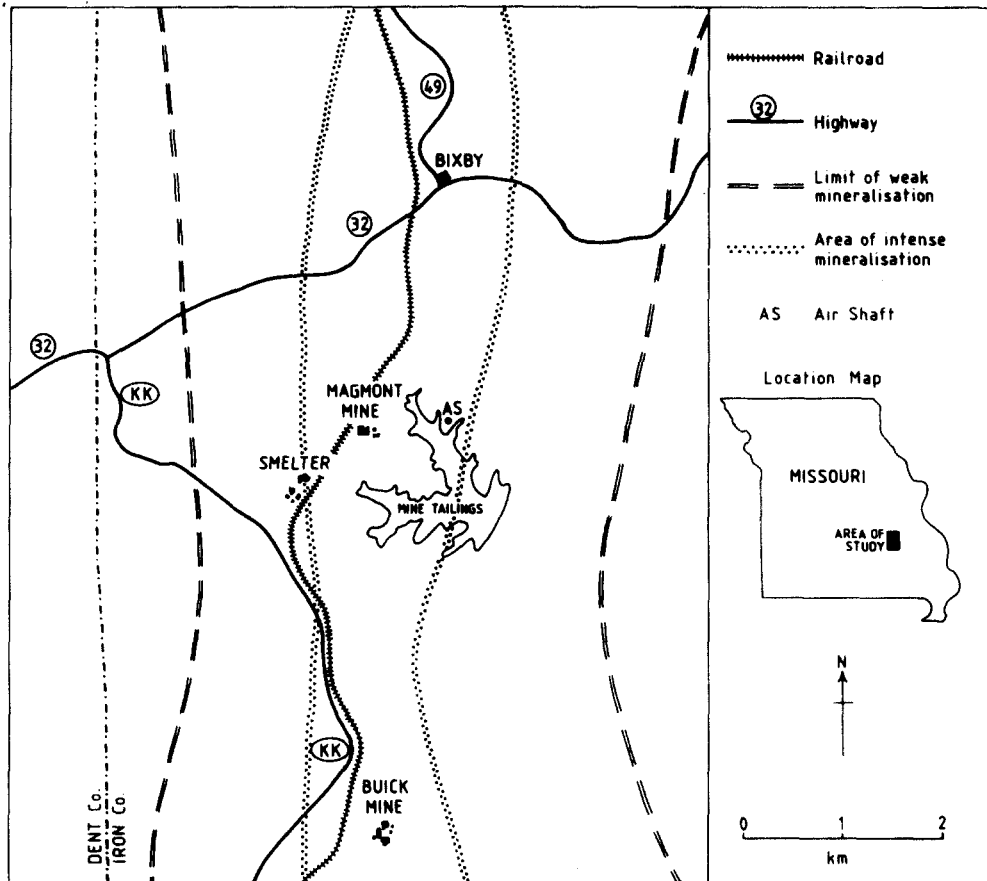 49
BIXBY
32
32
KK
MAGMONT
MINE
AS
SMELTER
MINE TAILINGS
KK
BUICK
MINE
DENT Co.
IRON Co.
Railroad
32
Highway
Limit of weak
mineralisation
Area of intense
mineralisation
AS Air Shaft
Location Map
MISSOURI
AREA OF
STUDY
N
0 1 2
km